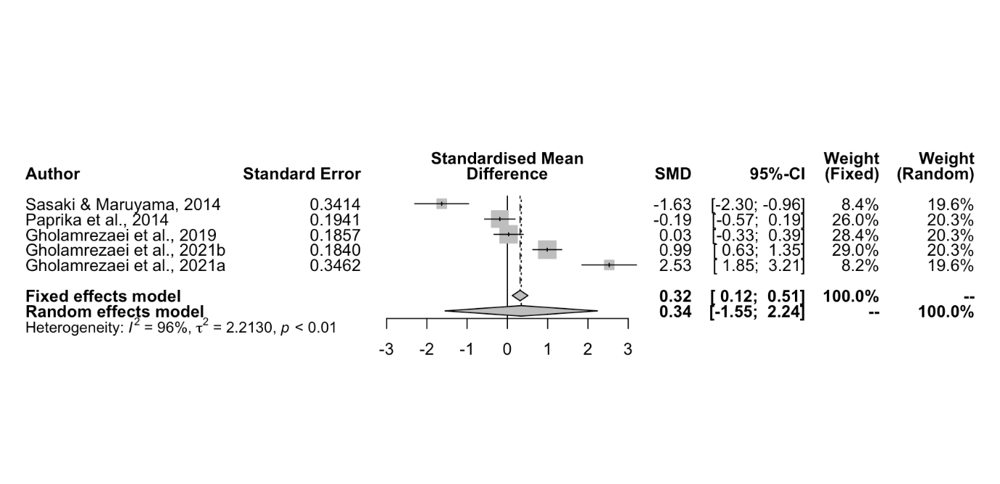 Standardised Mean Weight Weight
Author Standard Error Difference SMD 95%-CI (Fixed) (Random)
Sasaki & Maruyama, 2014 0.3414 -1.63 [-2.30; -0.96] 8.4% 19.6%
Paprika et al., 2014 0.1941 -0.19 [-0.57; 0.19] 26.0% 20.3%
Gholamrezaei et al., 2019 0.1857 0.03 [-0.33; 0.39] 28.4% 20.3%
Gholamrezaei et al., 2021b 0.1840 0.99 [ 0.63; 1.35] 29.0% 20.3%
Gholamrezaei et al., 2021a 0.3462 2.53 [ 1.85; 3.21] 8.2% 19.6%
Fixed effects model 0.32 [ 0.12; 0.51] 100.0% --
Random effects model 0.34 [-1.55; 2.24] -- 100.0%
Heterogeneity: I² = 96%, τ² = 2.2130, p < 0.01
-3 -2 -1 0 1 2 3